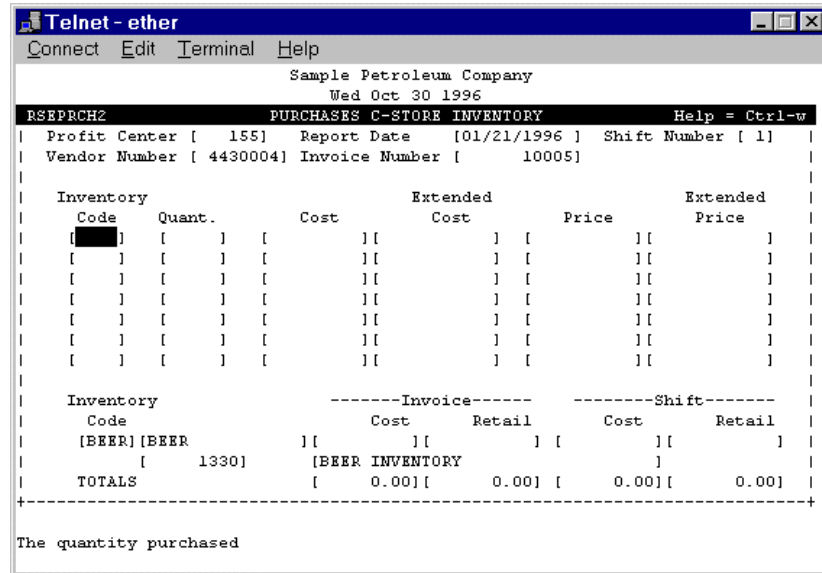 Telnet - ether
Connect Edit Terminal Help
Sample Petroleum Company
Wed Oct 30 1996
RSEPRCH2 PURCHASES C-STORE INVENTORY Help = Ctrl-w
| Profit Center [ 155] Report Date [01/21/1996 ] Shift Number [ 1] |
| Vendor Number [ 4430004] Invoice Number [ 10005] |
| |
| Inventory Extended Extended |
| Code Quant. Cost Cost Price Price |
| [ ] [ ] [ ] [ ] [ ] [ ] |
| [ ] [ ] [ ] [ ] [ ] [ ] |
| [ ] [ ] [ ] [ ] [ ] [ ] |
| [ ] [ ] [ ] [ ] [ ] [ ] |
| [ ] [ ] [ ] [ ] [ ] [ ] |
| [ ] [ ] [ ] [ ] [ ] [ ] |
| [ ] [ ] [ ] [ ] [ ] [ ] |
| |
| Inventory -------Invoice------ --------Shift------- |
| Code Cost Retail Cost Retail |
| [BEER] [BEER ] [ ] [ ] [ ] [ ] |
| [ 1330] [BEER INVENTORY ] |
| TOTALS [ 0.00] [ 0.00] [ 0.00] [ 0.00] |
+------------------------------------------------------------------------------+
The quantity purchased